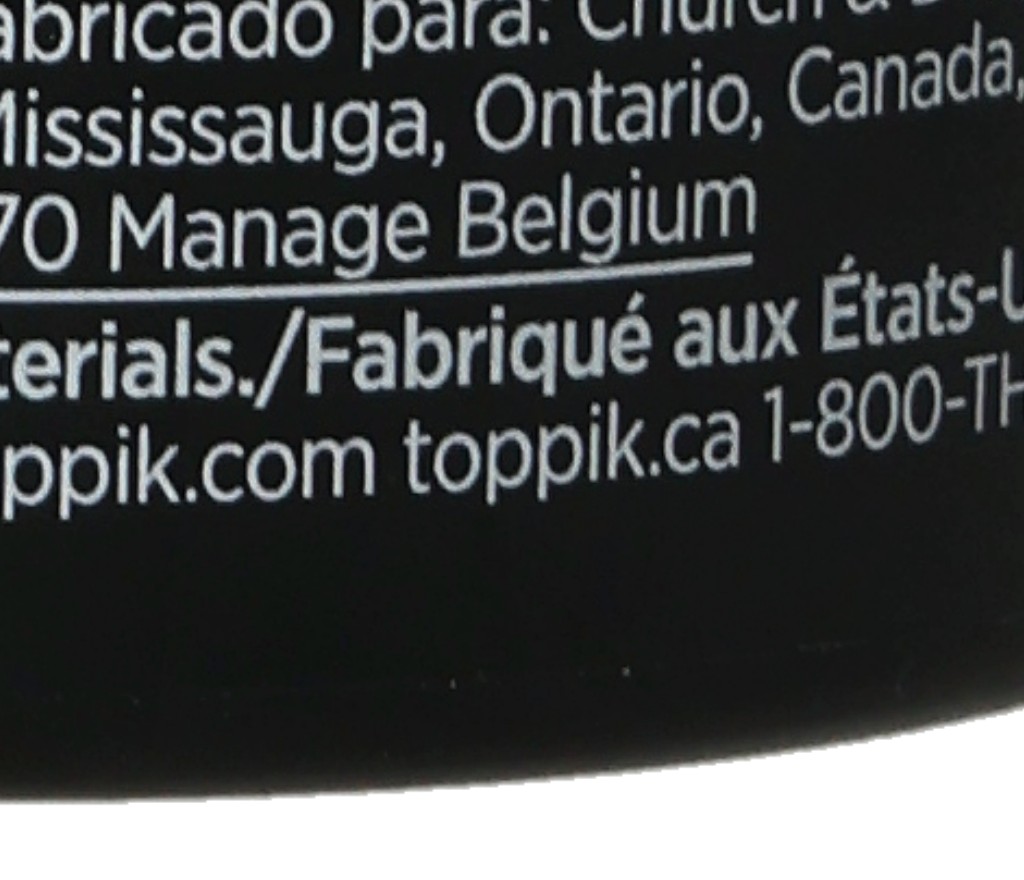 abricado para: Church &
Mississauga, Ontario, Canada,
70 Manage Belgium
terials./Fabriqué aux États-U
ppik.com toppik.ca 1-800-TH